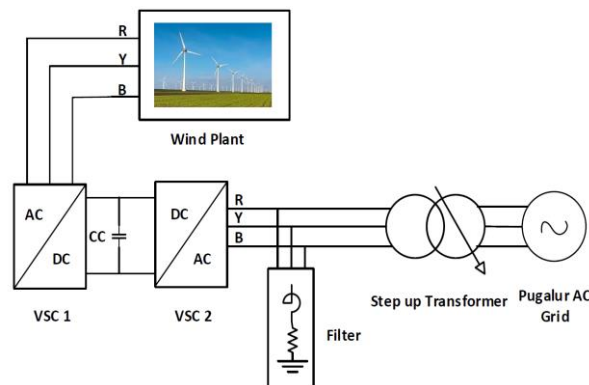 R
Y
B
Wind Plant
AC
DC
CC
DC
AC
R
Y
B
VSC 1
VSC 2
Filter
Step up Transformer
Pugalur AC
Grid